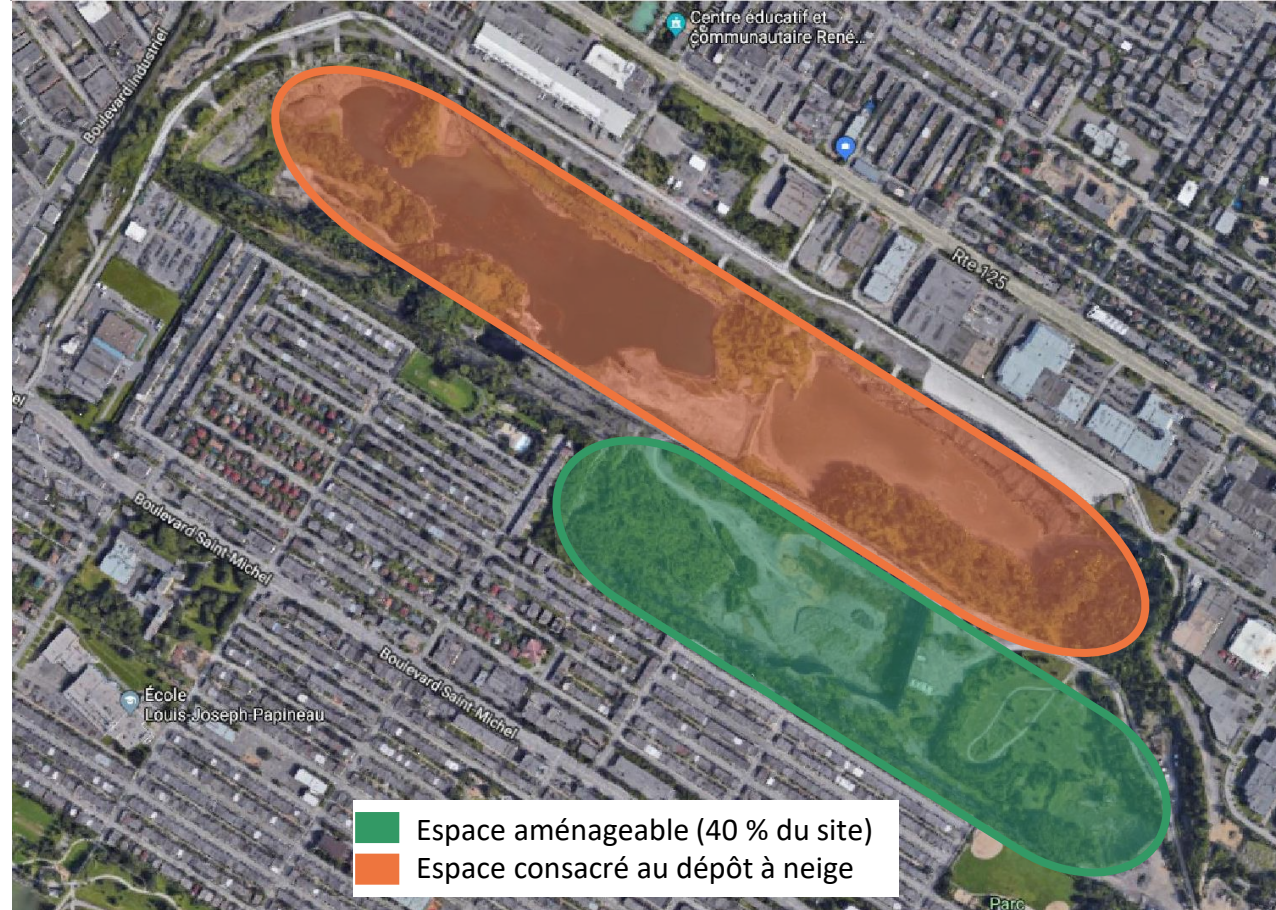 Centre éducatif et
communautaire René...
Boulevard Industriel
Rte 125
el
Boulevard Saint-Michel
Boulevard Saint-Michel
École
Louis-Joseph-Papineau
Espace aménageable (40 % du site)
Espace consacré au dépôt à neige
Parc